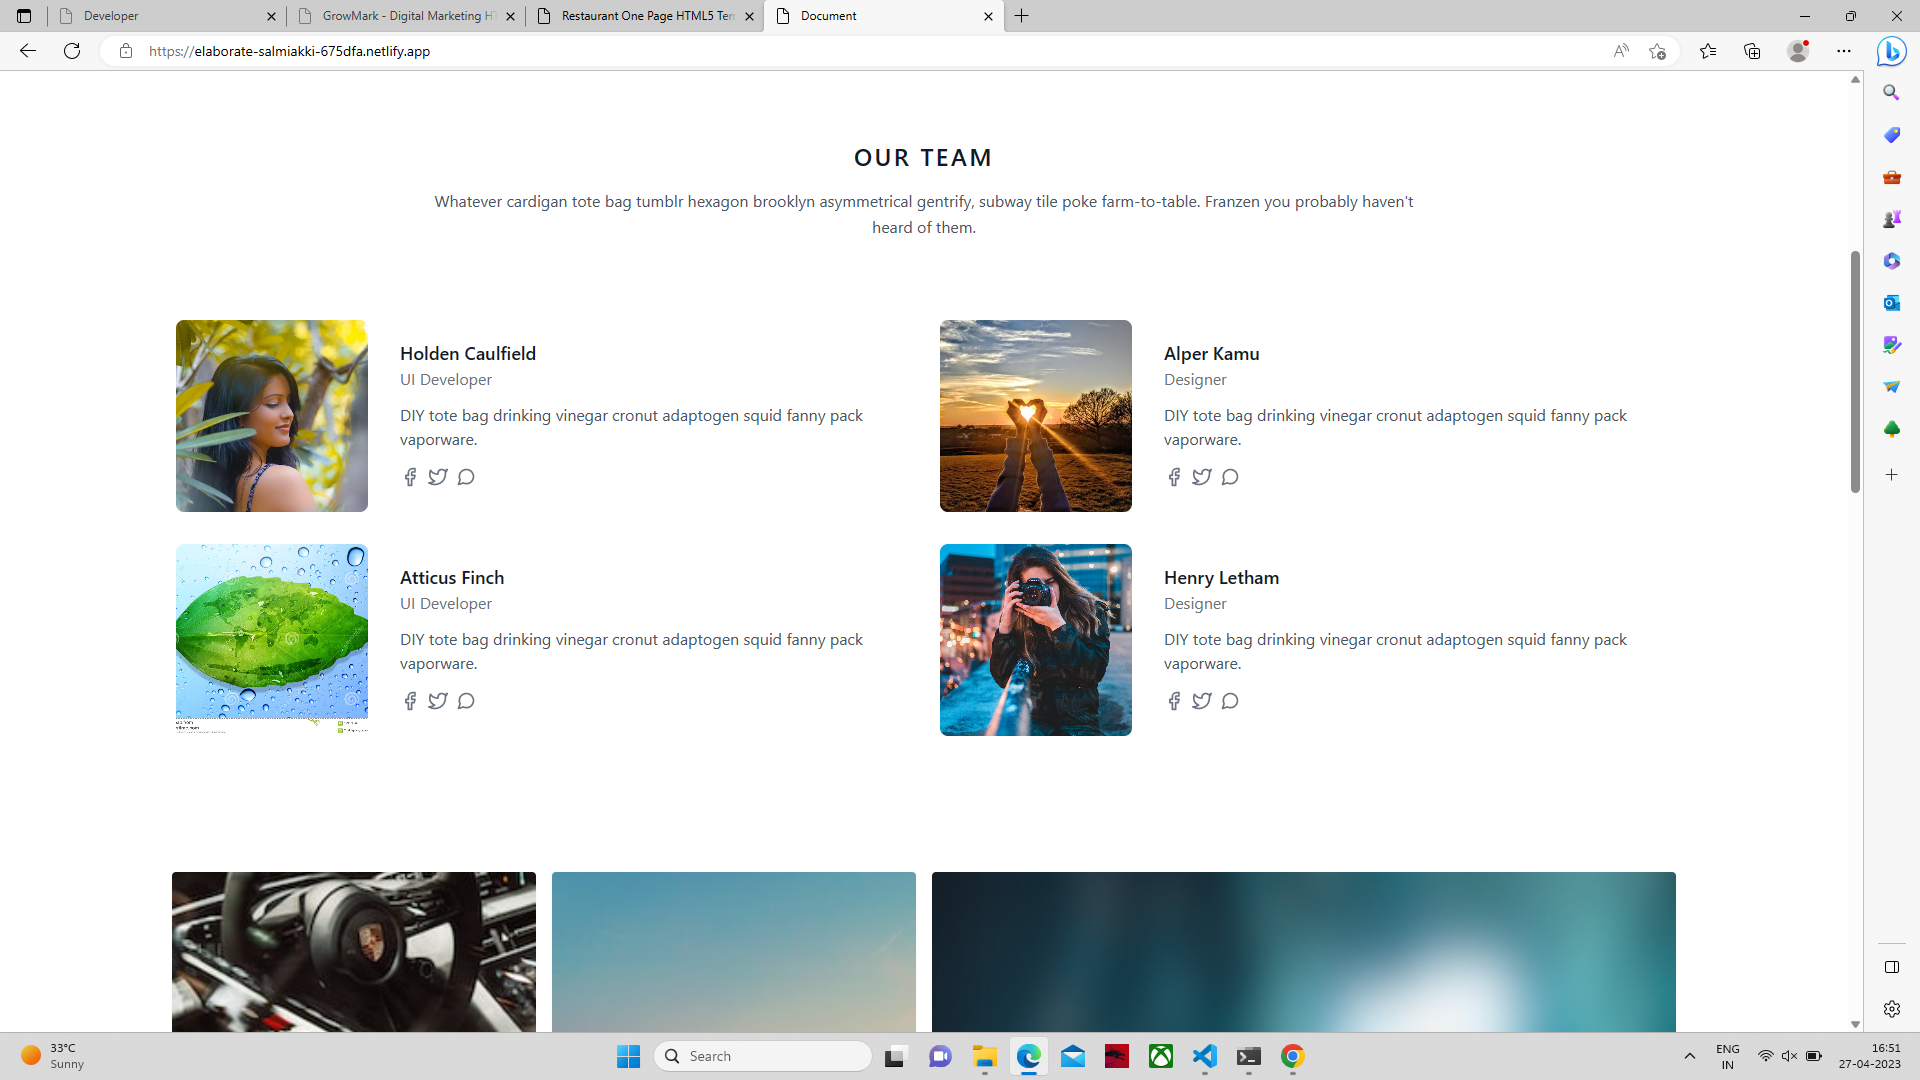 Developer
GrowMark - Digital Marketing HT
Restaurant One Page HTML5 Tem
Document
https://elaborate-salmiakki-675dfa.netlify.app
OUR TEAM
Whatever cardigan tote bag tumblr hexagon brooklyn asymmetrical gentrify, subway tile poke farm-to-table. Franzen you probably haven't
heard of them.
Holden Caulfield
UI Developer
DIY tote bag drinking vinegar cronut adaptogen squid fanny pack
vaporware.
Alper Kamu
Designer
DIY tote bag drinking vinegar cronut adaptogen squid fanny pack
vaporware.
Atticus Finch
UI Developer
DIY tote bag drinking vinegar cronut adaptogen squid fanny pack
vaporware.
Henry Letham
Designer
DIY tote bag drinking vinegar cronut adaptogen squid fanny pack
vaporware.
33°C
Sunny
Search
ENG
IN
16:51
27-04-2023